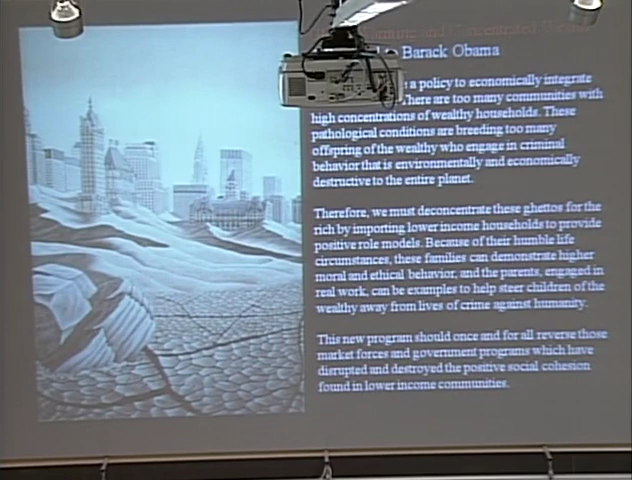 Warming and Concentrated Wealth
Barack Obama
a policy to economically integrate
There are too many communities with
high concentrations of wealthy households. These
pathological conditions are breeding too many
offspring of the wealthy who engage in criminal
behavior that is environmentally and economically
destructive to the entire planet.
Therefore, we must deconcentrate these ghettos for the
rich by importing lower income households to provide
positive role models. Because of their humble life
circumstances, these families can demonstrate higher
moral and ethical behavior, and the parents, engaged in
real work, can be examples to help steer children of the
wealthy away from lives of crime against humanity.
This new program should once and for all reverse those
market forces and government programs which have
disrupted and destroyed the positive social cohesion
found in lower income communities.